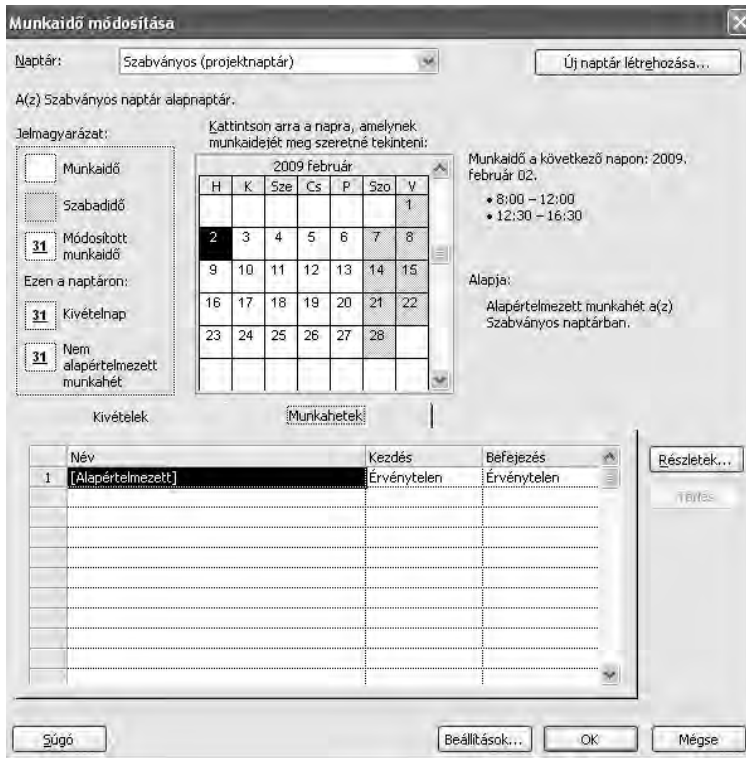 Munkaidő módosítása
Naptár: Szabványos (projektnaptár) Új naptár létrehozása...
A(z) Szabványos naptár alapnaptár.
Jelmagyarázat:
Munkaidő
Szabadidő
31 Módosított
munkaidő
Ezen a naptáron:
31 Kivételnap
31 Nem
alapértelmezett
munkahét
Kattintson arra a napra, amelynek
munkaidejét meg szeretné tekinteni:
2009 február
H K Sze Cs P Szo V
1
2 3 4 5 6 7 8
9 10 11 12 13 14 15
16 17 18 19 20 21 22
23 24 25 26 27 28
Munkaidő a következő napon: 2009.
február 02.
• 8:00 – 12:00
• 12:30 – 16:30
Alapja:
Alapértelmezett munkahét a(z)
Szabványos naptárban.
Kivételek Munkahetek
Név Kezdés Befejezés
1 [Alapértelmezett] Érvénytelen Érvénytelen
Részletek...
Törlés
Súgó Beállítások... OK Mégse